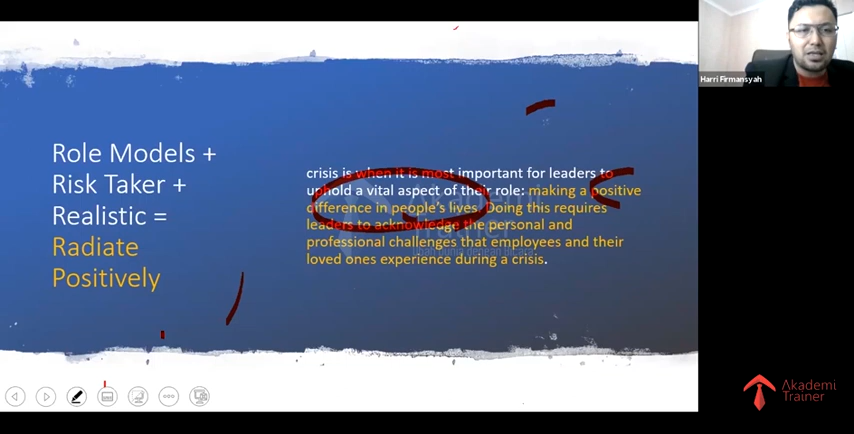 Harri Firmansyah
Role Models +
Risk Taker +
Realistic =
Radiate
Positively
crisis is when it is most important for leaders to
uphold a vital aspect of their role: making a positive
difference in people's lives. Doing this requires
leaders to acknowledge the personal and
professional challenges that employees and their
loved ones experience during a crisis.
Akademi
Trainer
Akademi
Trainer